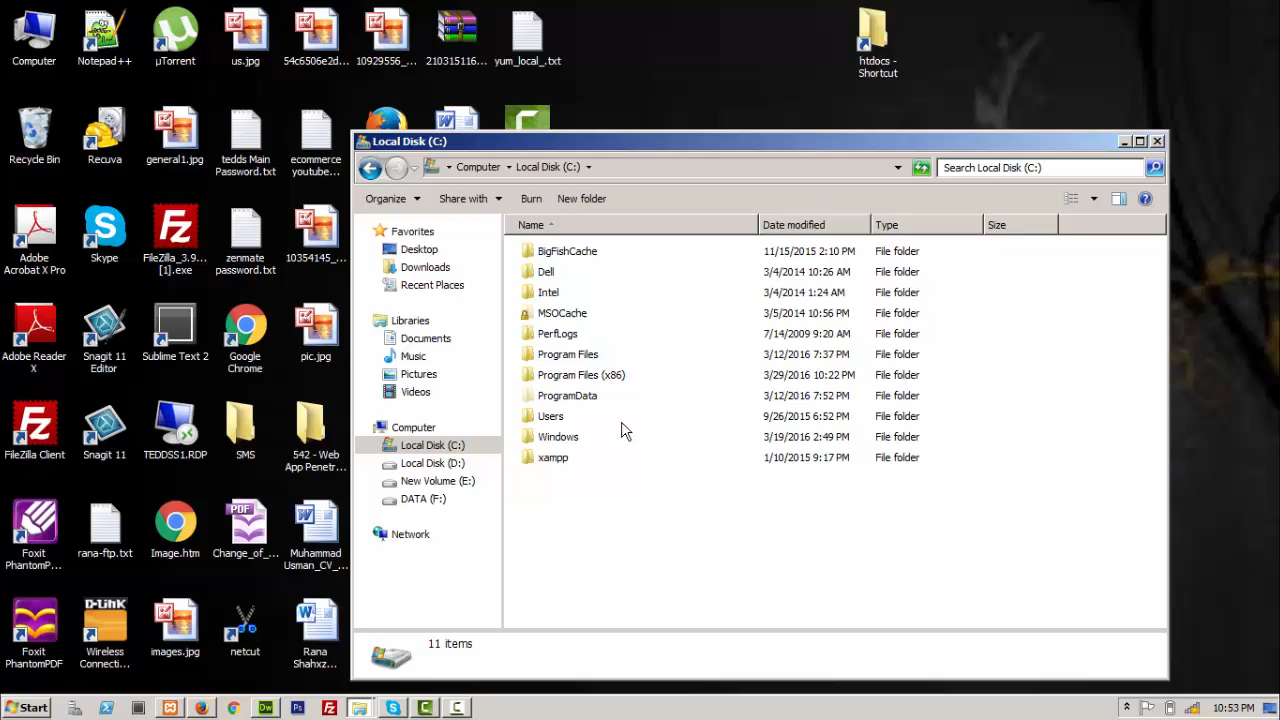 Computer
Notepad++
µTorrent
us.jpg
54c6506e2d...
10929556_...
210315116...
yum_local_.txt
htdocs -
Shortcut
Recycle Bin
Recuva
general1.jpg
tedds Main
Password.txt
ecommerce
youtube...
Adobe
Acrobat X Pro
Skype
FileZilla_3.9...
[1].exe
zenmate
password.txt
10354145_...
Adobe Reader
X
Snagit 11
Editor
Sublime Text 2
Google
Chrome
pic.jpg
FileZilla Client
Snagit 11
TEDDSS1.RDP
SMS
542 - Web
App Penetr...
Foxit
PhantomP...
rana-ftp.txt
Image.htm
PDF
Change_of_...
Muhammad
Usman_CV_...
Foxit
PhantomPDF
D-Link
Wireless
Connecti...
images.jpg
netcut
Rana
Shahxz...
Local Disk (C:)
Computer
Local Disk (C:)
Search Local Disk (C:)
Organize
Share with
Burn
New folder
Favorites
Desktop
Downloads
Recent Places
Libraries
Documents
Music
Pictures
Videos
Computer
Local Disk (C:)
Local Disk (D:)
New Volume (E:)
DATA (F:)
Network
Name Date modified Type Size
BigFishCache 11/15/2015 2:10 PM File folder
Dell 3/4/2014 10:26 AM File folder
Intel 3/4/2014 1:24 AM File folder
MSOCache 3/5/2014 10:56 PM File folder
PerfLogs 7/14/2009 9:20 AM File folder
Program Files 3/12/2016 7:37 PM File folder
Program Files (x86) 3/29/2016 10:22 PM File folder
ProgramData 3/12/2016 7:52 PM File folder
Users 9/26/2015 6:52 PM File folder
Windows 3/19/2016 2:49 PM File folder
xampp 1/10/2015 9:17 PM File folder
11 items
Start
Dw
Ps
Fz
10:53 PM